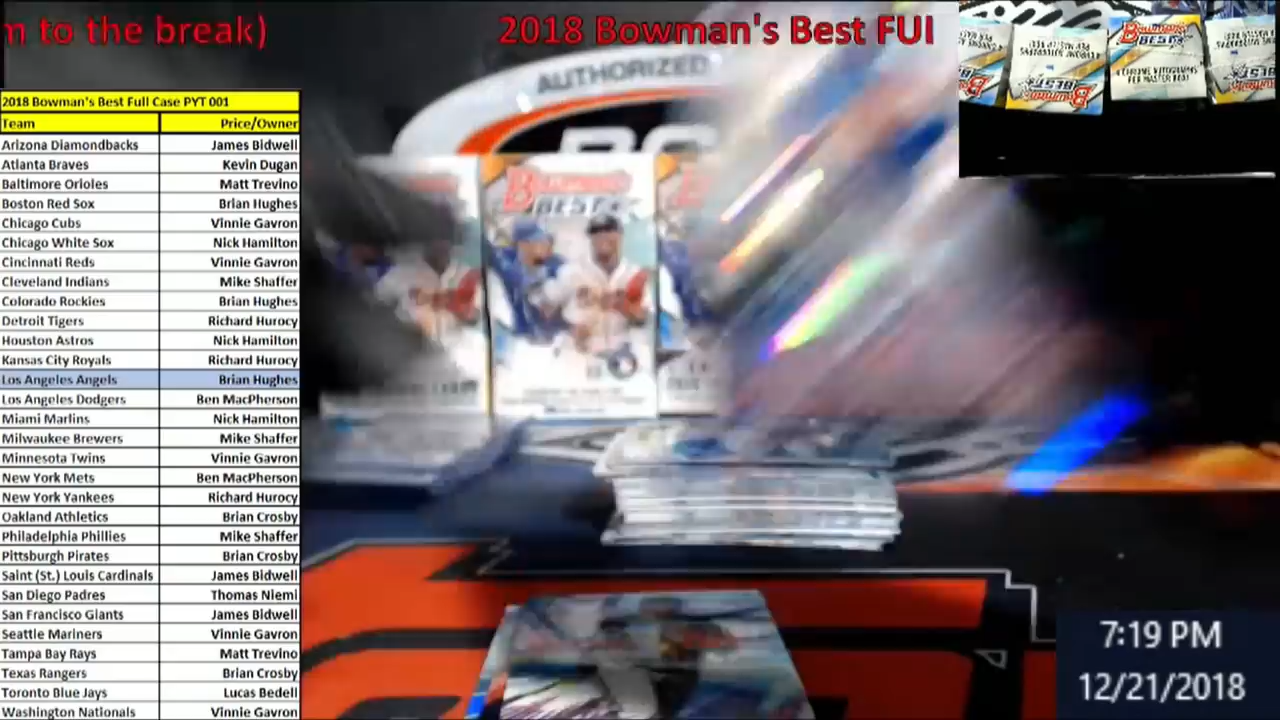 m to the break)
2018 Bowman's Best FUI
AUTHORIZED
BOWMAN'S
BEST
BOWMAN'S
BEST
4 CHROME AUTOGRAPHS
PER MASTER BOX!
2018 Bowman's Best Full Case PYT 001
Team Price/Owner
Arizona Diamondbacks James Bidwell
Atlanta Braves Kevin Dugan
Baltimore Orioles Matt Trevino
Boston Red Sox Brian Hughes
Chicago Cubs Vinnie Gavron
Chicago White Sox Nick Hamilton
Cincinnati Reds Vinnie Gavron
Cleveland Indians Mike Shaffer
Colorado Rockies Brian Hughes
Detroit Tigers Richard Hurocy
Houston Astros Nick Hamilton
Kansas City Royals Richard Hurocy
Los Angeles Angels Brian Hughes
Los Angeles Dodgers Ben MacPherson
Miami Marlins Nick Hamilton
Milwaukee Brewers Mike Shaffer
Minnesota Twins Vinnie Gavron
New York Mets Ben MacPherson
New York Yankees Richard Hurocy
Oakland Athletics Brian Crosby
Philadelphia Phillies Mike Shaffer
Pittsburgh Pirates Brian Crosby
Saint (St.) Louis Cardinals James Bidwell
San Diego Padres Thomas Niemi
San Francisco Giants James Bidwell
Seattle Mariners Vinnie Gavron
Tampa Bay Rays Matt Trevino
Texas Rangers Brian Crosby
Toronto Blue Jays Lucas Bedell
Washington Nationals Vinnie Gavron
7:19 PM
12/21/2018